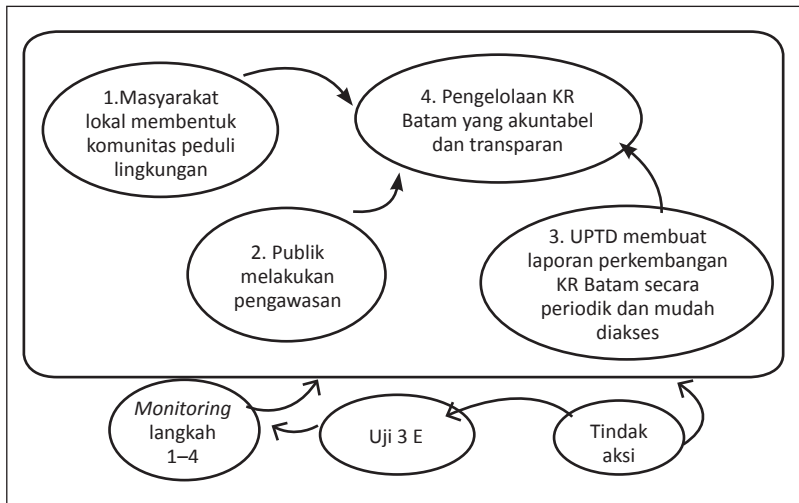 1.Masyarakat
lokal membentuk
komunitas peduli
lingkungan
4. Pengelolaan KR
Batam yang akuntabel
dan transparan
2. Publik
melakukan
pengawasan
3. UPTD membuat
laporan perkembangan
KR Batam secara
periodik dan mudah
diakses
Monitoring
langkah
1–4
Uji 3 E
Tindak
aksi